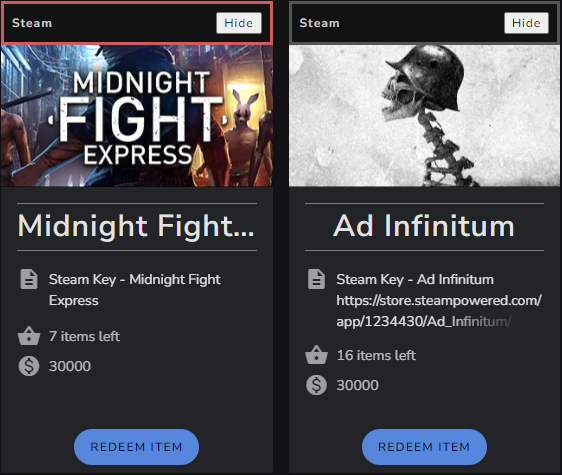 Steam
Hide
MIDNIGHT
FIGHT
EXPRESS
Midnight Fight...
Steam Key - Midnight Fight
Express
7 items left
30000
REDEEM ITEM
Steam
Hide
Ad Infinitum
Steam Key - Ad Infinitum
https://store.steampowered.com/
app/1234430/Ad_Infinitum/
16 items left
30000
REDEEM ITEM